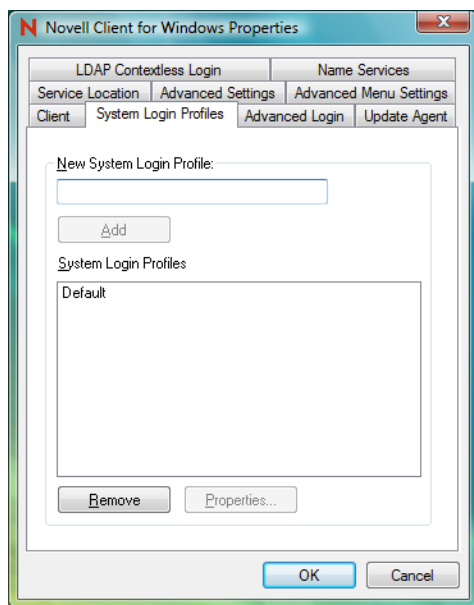 Novell Client for Windows Properties
LDAP Contextless Login Name Services
Service Location Advanced Settings Advanced Menu Settings
Client System Login Profiles Advanced Login Update Agent
New System Login Profile:
Add
System Login Profiles
Default
Remove Properties...
OK Cancel